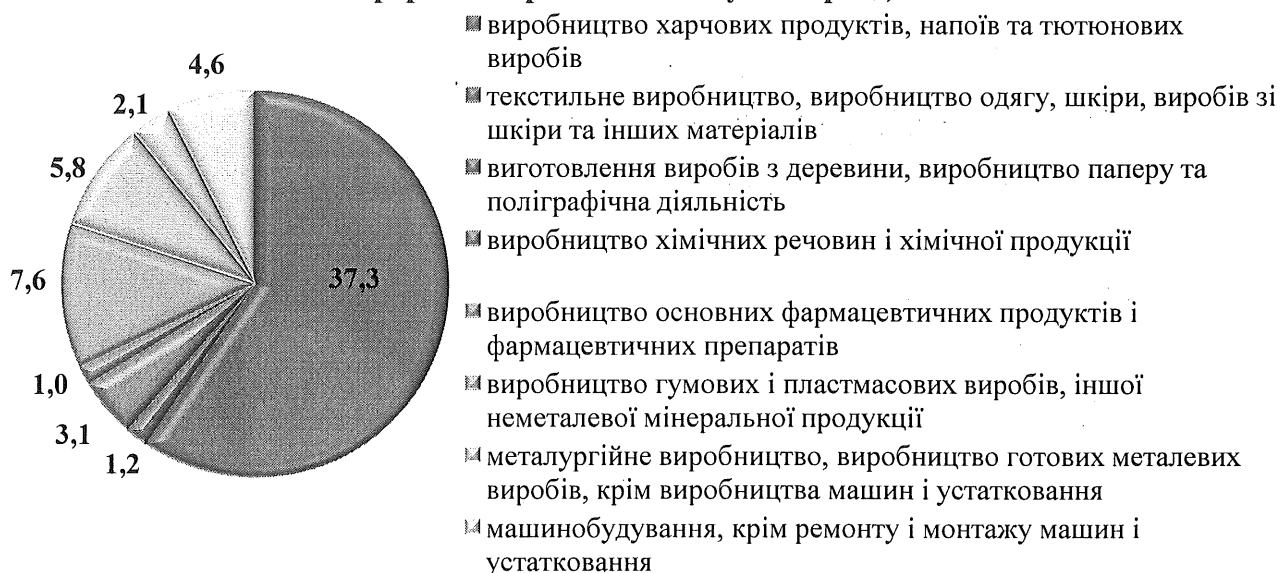 виробництво харчових продуктів, напоїв та тютюнових
виробів
текстильне виробництво, виробництво одягу, шкіри, виробів зі
шкіри та інших матеріалів
виготовлення виробів з деревини, виробництво паперу та
поліграфічна діяльність
виробництво хімічних речовин і хімічної продукції
виробництво основних фармацевтичних продуктів і
фармацевтичних препаратів
виробництво гумових і пластмасових виробів, іншої
неметалевої мінеральної продукції
металургійне виробництво, виробництво готових металевих
виробів, крім виробництва машин і устатковання
машинобудування, крім ремонту і монтажу машин і
устатковання
4,6
2,1
5,8
7,6
1,0
3,1
1,2
37,3